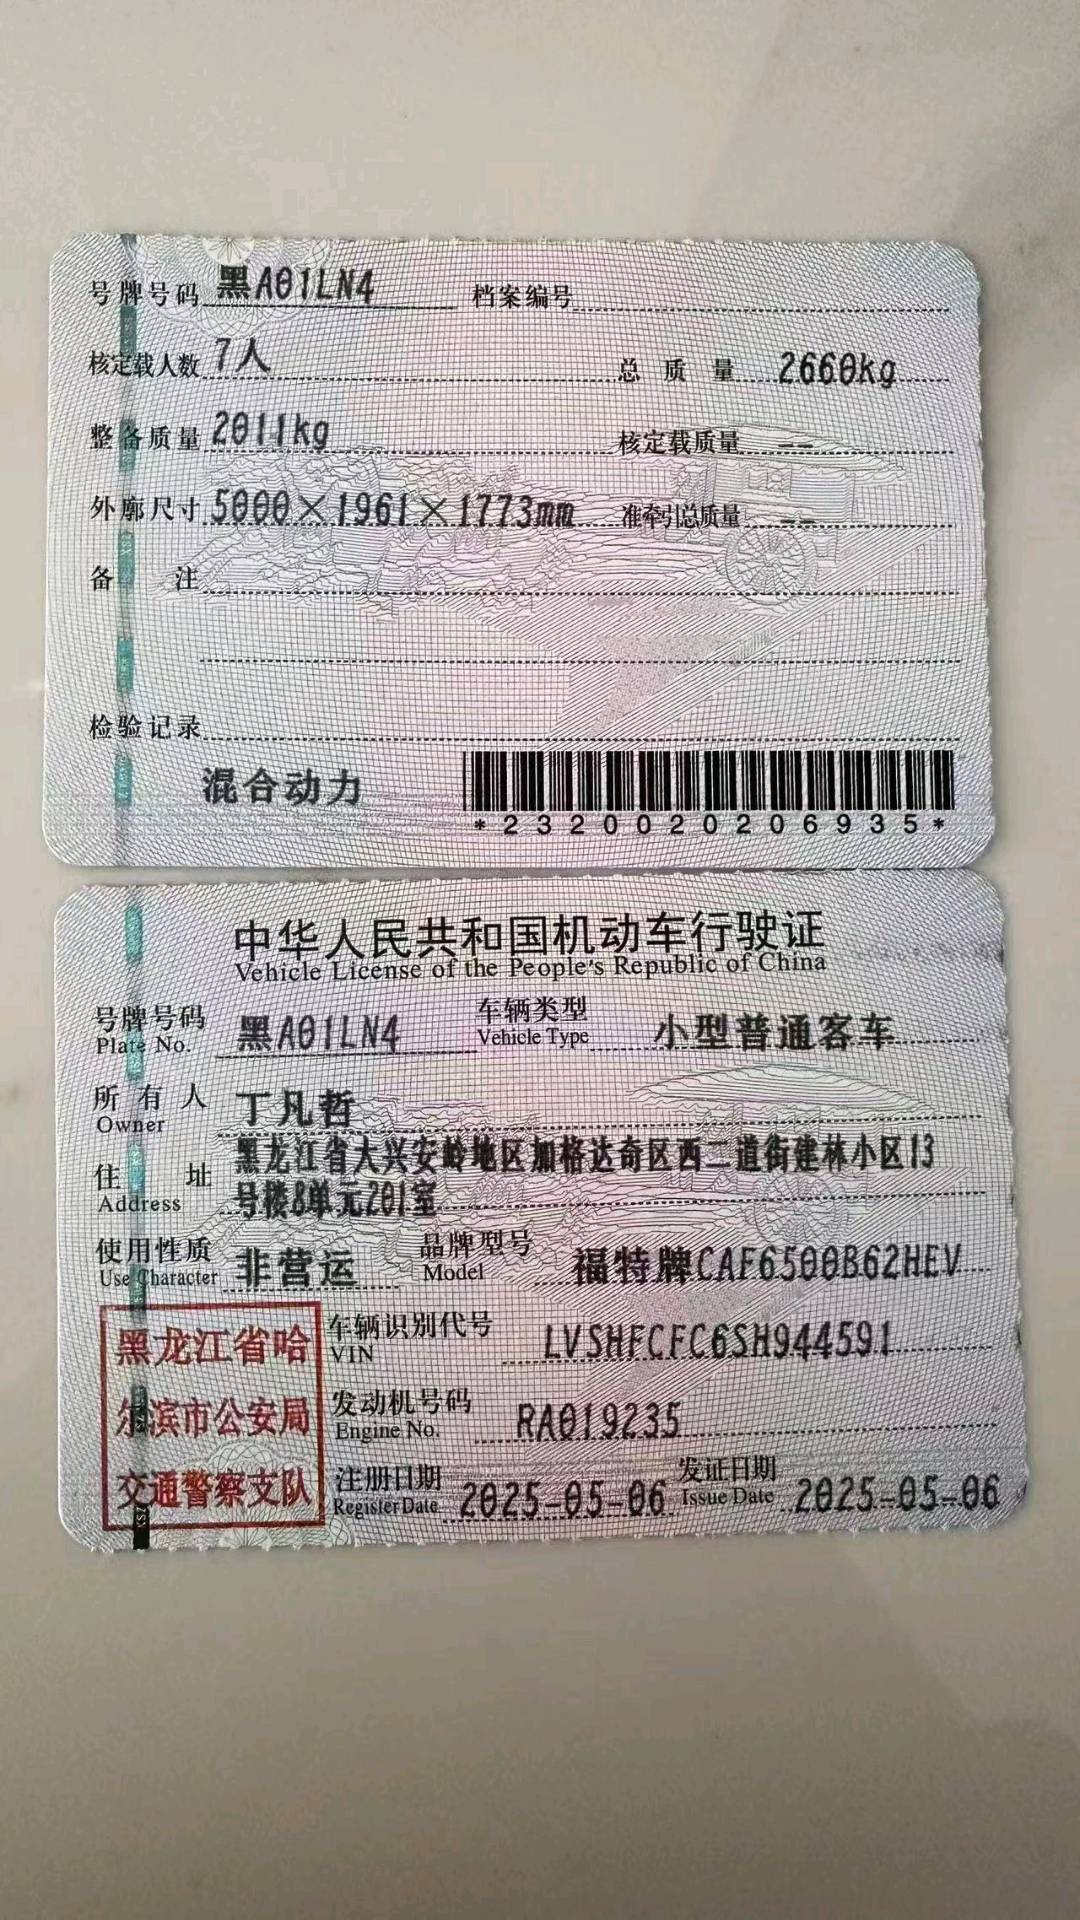 号牌号码 黑A01LN4 档案编号
核定载人数 7人 总质量 2660kg
整备质量 2011kg 核定载质量 --
外廓尺寸 5000×1961×1773mm 准牵引总质量 --
备注
检验记录
混合动力
*2320020206935*
中华人民共和国机动车行驶证
Vehicle License of the People's Republic of China
号牌号码 黑A01LN4 车辆类型 小型普通客车
Plate No. Vehicle Type
所有人 丁凡哲
Owner
住址 黑龙江省大兴安岭地区加格达奇区西二道街建林小区13
Address 号楼8单元201室
使用性质 非营运 品牌型号 福特牌CAF6500B62HEV
Use Character Model
黑龙江省哈 车辆识别代号 LVSHFCFC6SH944591
VIN
尔滨市公安局 发动机号码 RA019235
Engine No.
交通警察支队 注册日期 2025-05-06 发证日期 2025-05-06
Register Date Issue Date